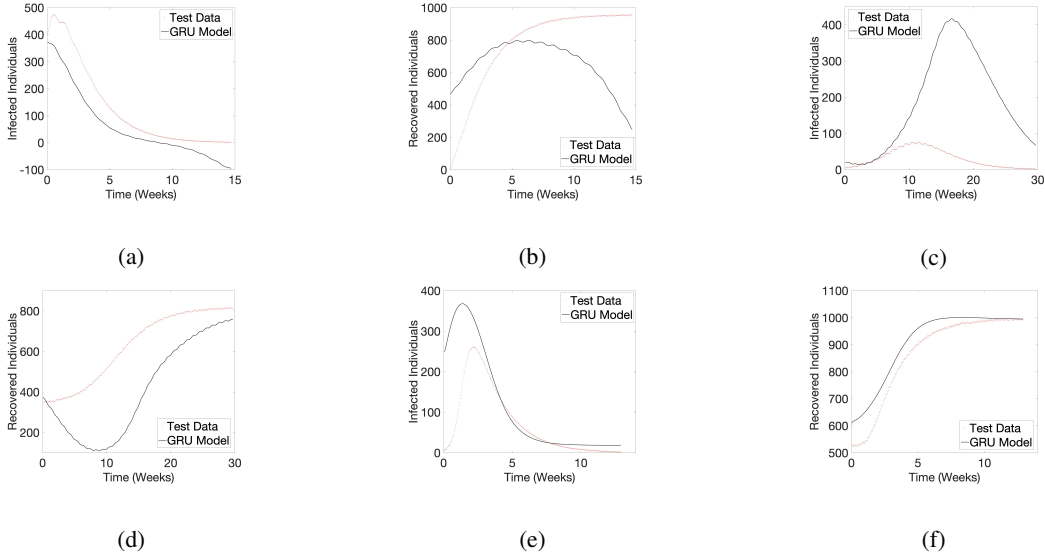 500
400
300
200
100
0
-100
Infected Individuals
0 5 10 15
Time (Weeks)
Test Data
GRU Model
(a)
1000
800
600
400
200
0
Recovered Individuals
0 5 10 15
Time (Weeks)
Test Data
GRU Model
(b)
400
300
200
100
0
Infected Individuals
0 10 20 30
Time (Weeks)
Test Data
GRU Model
(c)
800
600
400
200
Recovered Individuals
0 10 20 30
Time (Weeks)
Test Data
GRU Model
(d)
400
300
200
100
0
Infected Individuals
0 5 10
Time (Weeks)
Test Data
GRU Model
(e)
1100
1000
900
800
700
600
500
Recovered Individuals
0 5 10
Time (Weeks)
Test Data
GRU Model
(f)